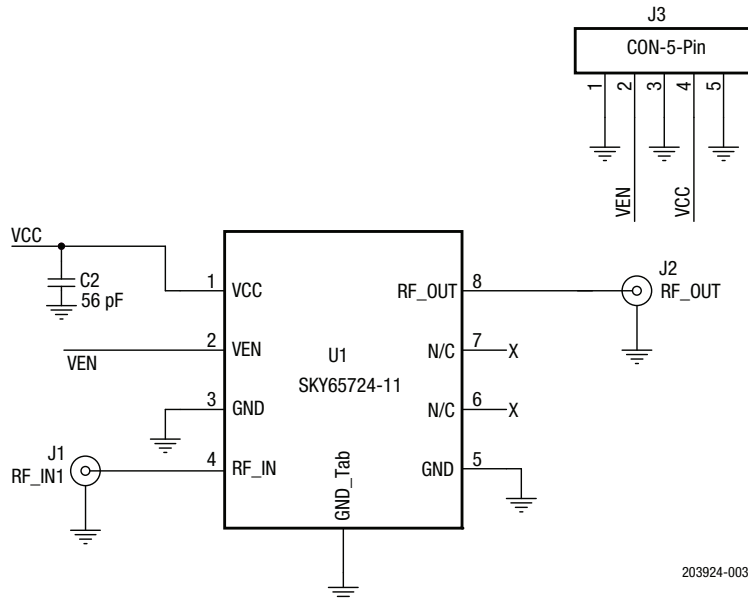 J3
CON-5-Pin
1
2
3
4
5
VEN
VCC
VCC
C2
56 pF
1
VCC
RF_OUT
8
J2
RF_OUT
2
VEN
VEN
U1
SKY65724-11
N/C
7
X
3
GND
N/C
6
X
J1
RF_IN1
4
RF_IN
GND
5
GND_Tab
203924-003